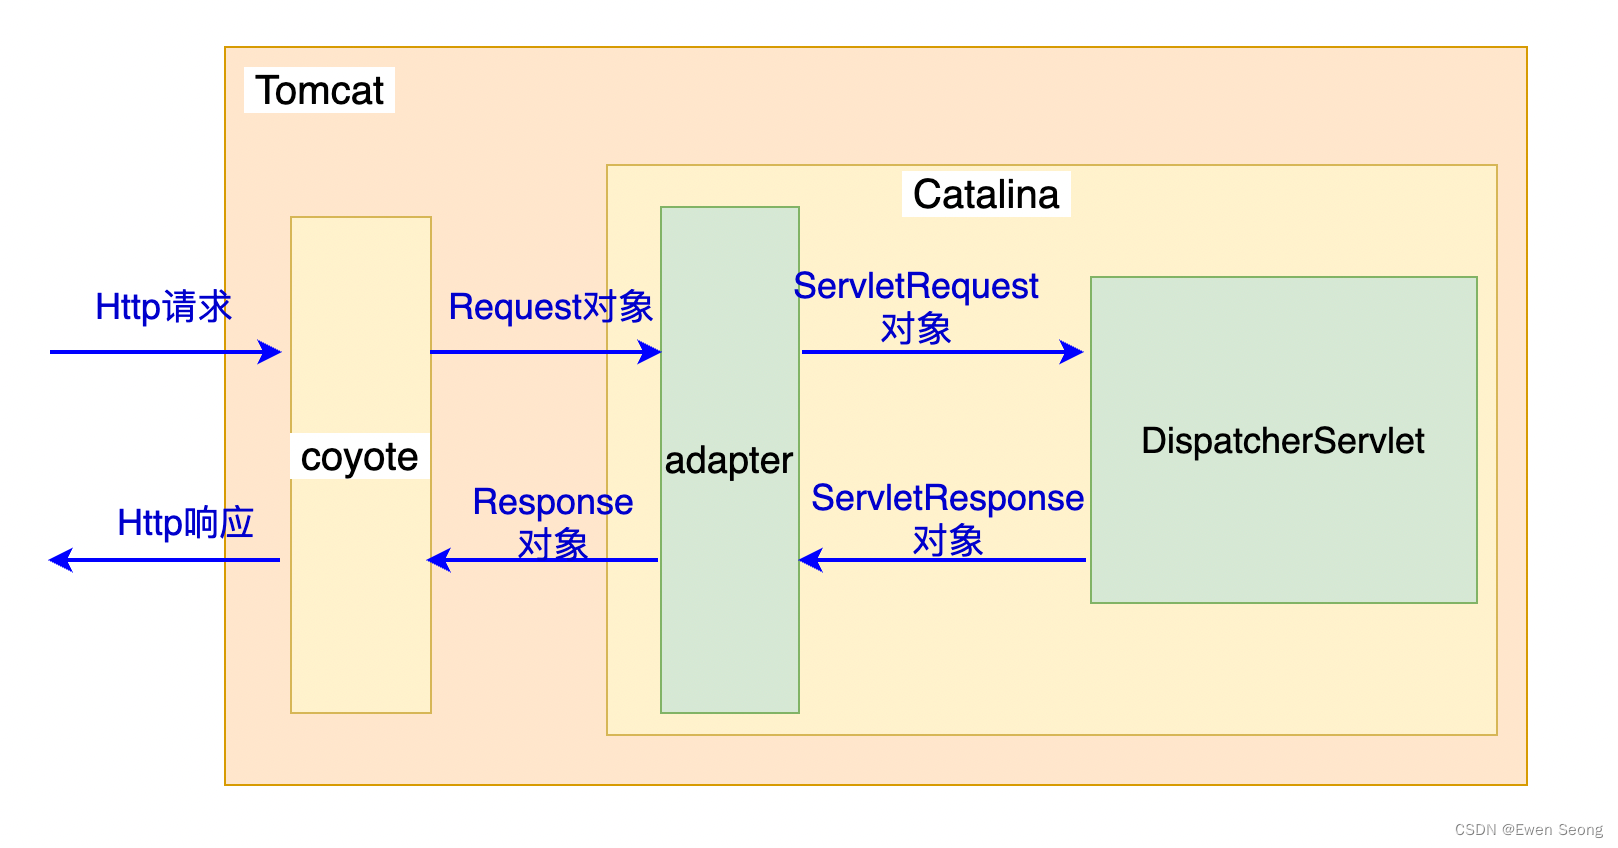 Tomcat
Catalina
Http请求
Request对象
ServletRequest
对象
coyote
adapter
DispatcherServlet
Http响应
Response
对象
ServletResponse
对象
CSDN @Ewen Seong